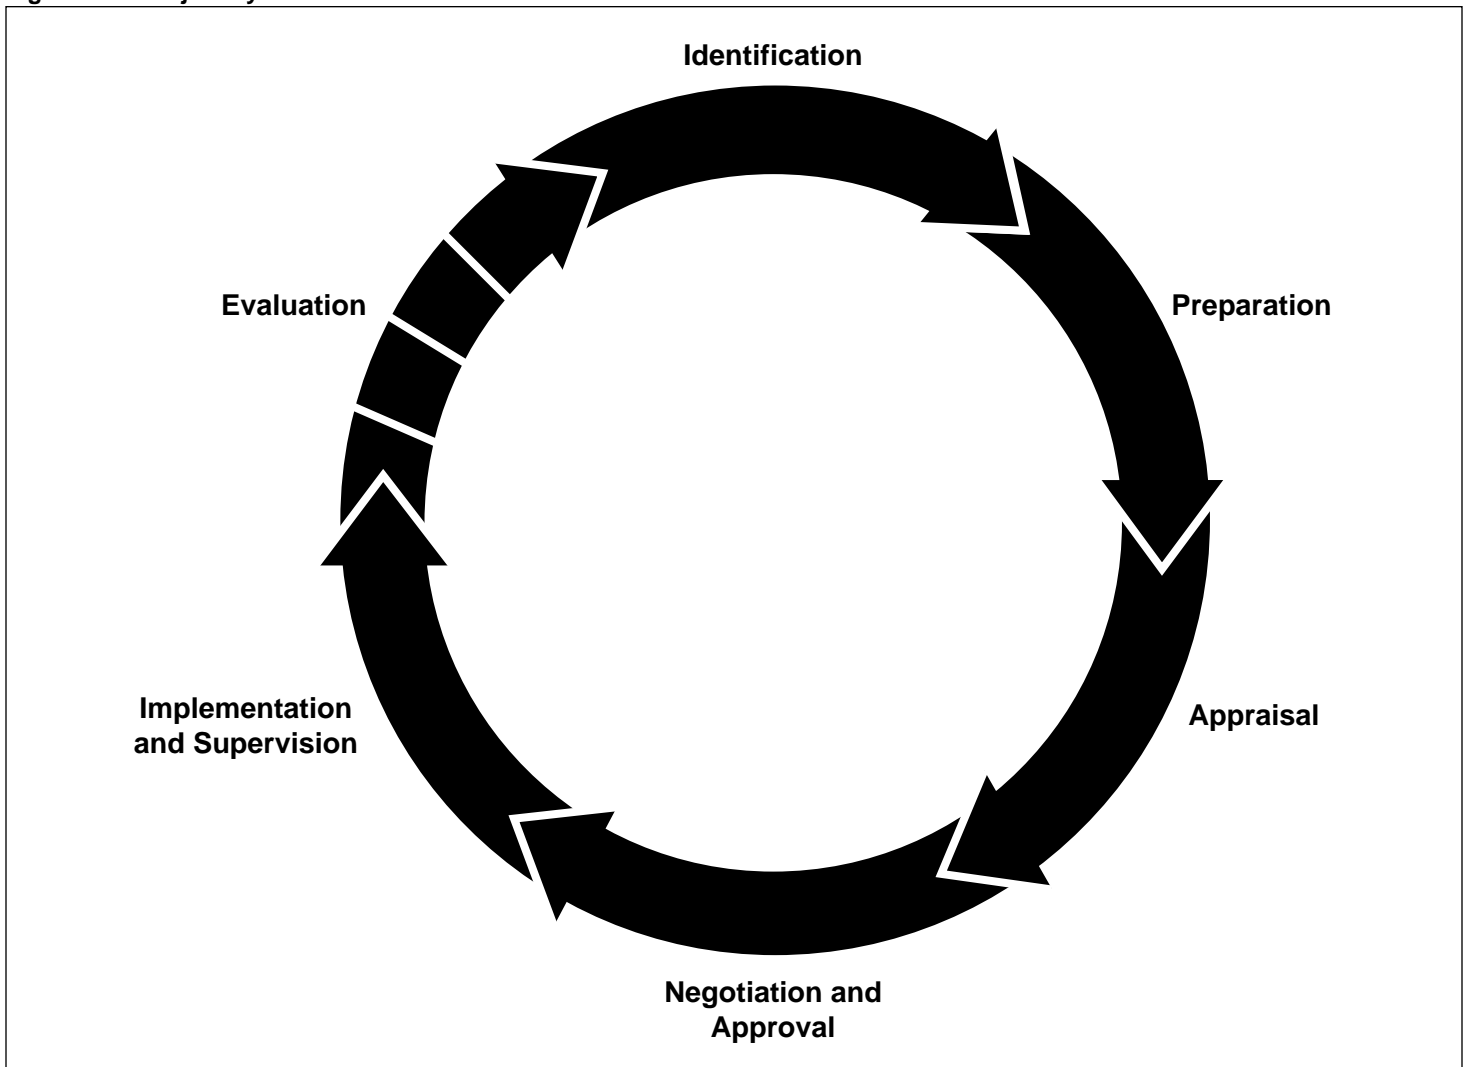 Identification
Evaluation
Preparation
Implementation
and Supervision
Appraisal
Negotiation and
Approval